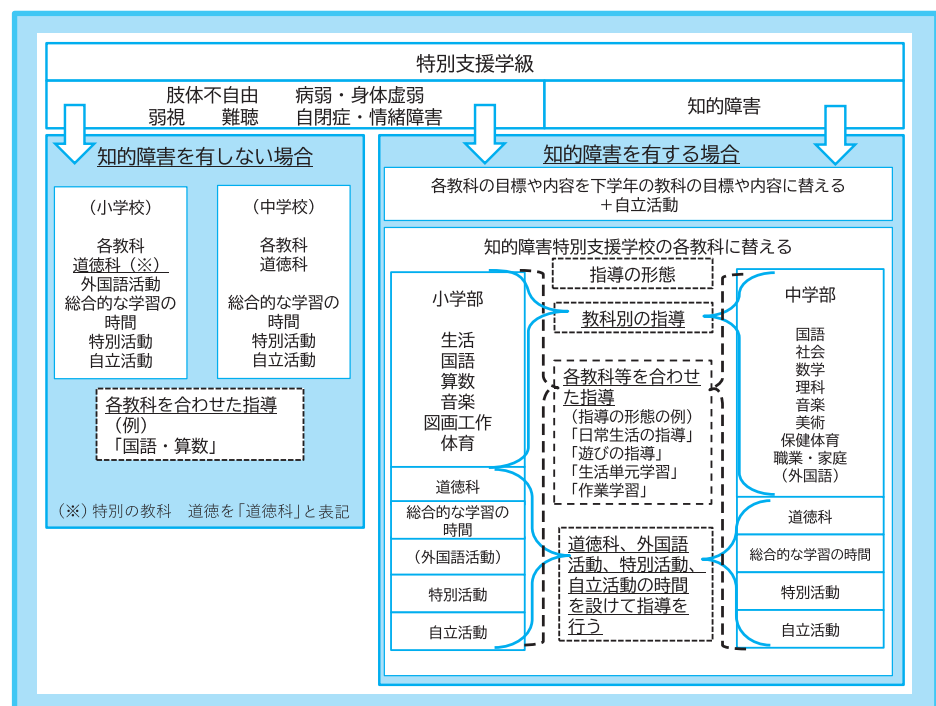 特別支援学級
肢体不自由　　病弱・身体虚弱
弱視　　難聴　　自閉症・情緒障害
知的障害
知的障害を有しない場合
（小学校）
各教科
道徳科（※）
外国語活動
総合的な学習の
時間
特別活動
自立活動
（中学校）
各教科
道徳科
総合的な学習の
時間
特別活動
自立活動
各教科を合わせた指導
（例）
「国語・算数」
（※）特別の教科　道徳を「道徳科」と表記
知的障害を有する場合
各教科の目標や内容を下学年の教科の目標や内容に替える
＋自立活動
知的障害特別支援学校の各教科に替える
小学部
生活
国語
算数
音楽
図画工作
体育
道徳科
総合的な学習の
時間
（外国語活動）
特別活動
自立活動
指導の形態
教科別の指導
各教科等を合わせ
た指導
（指導の形態の例）
「日常生活の指導」
「遊びの指導」
「生活単元学習」
「作業学習」
道徳科、外国語
活動、特別活動、
自立活動の時間
を設けて指導を
行う
中学部
国語
社会
数学
理科
音楽
美術
保健体育
職業・家庭
（外国語）
道徳科
総合的な学習の時間
特別活動
自立活動